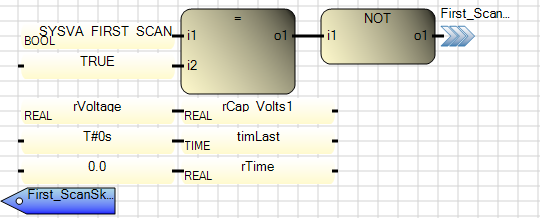 SYSVA_FIRST_SCAN
BOOL
TRUE
=
i1
i2
o1
NOT
i1
o1
First_Scan...
rVoltage
REAL
rCap_Volts1
REAL
T#0s
timLast
TIME
0.0
rTime
REAL
First_ScanSk...